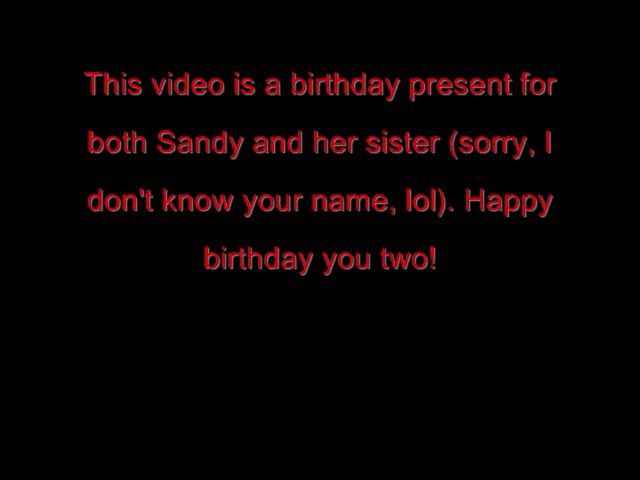 This video is a birthday present for
both Sandy and her sister (sorry, I
don't know your name, lol). Happy
birthday you two!